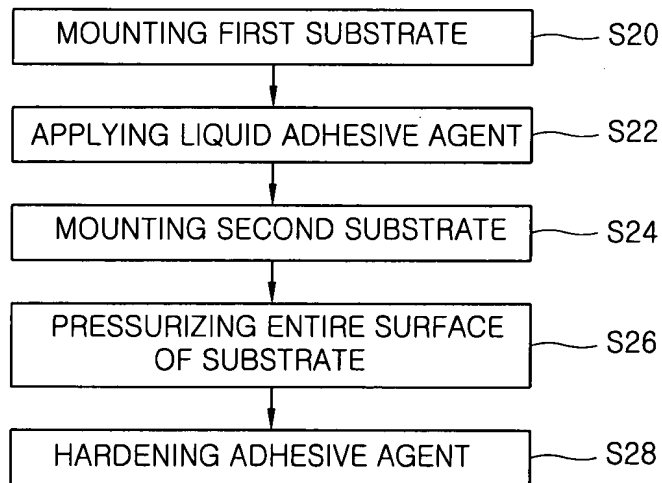 MOUNTING FIRST SUBSTRATE S20
APPLYING LIQUID ADHESIVE AGENT S22
MOUNTING SECOND SUBSTRATE S24
PRESSURIZING ENTIRE SURFACE
OF SUBSTRATE S26
HARDENING ADHESIVE AGENT S28